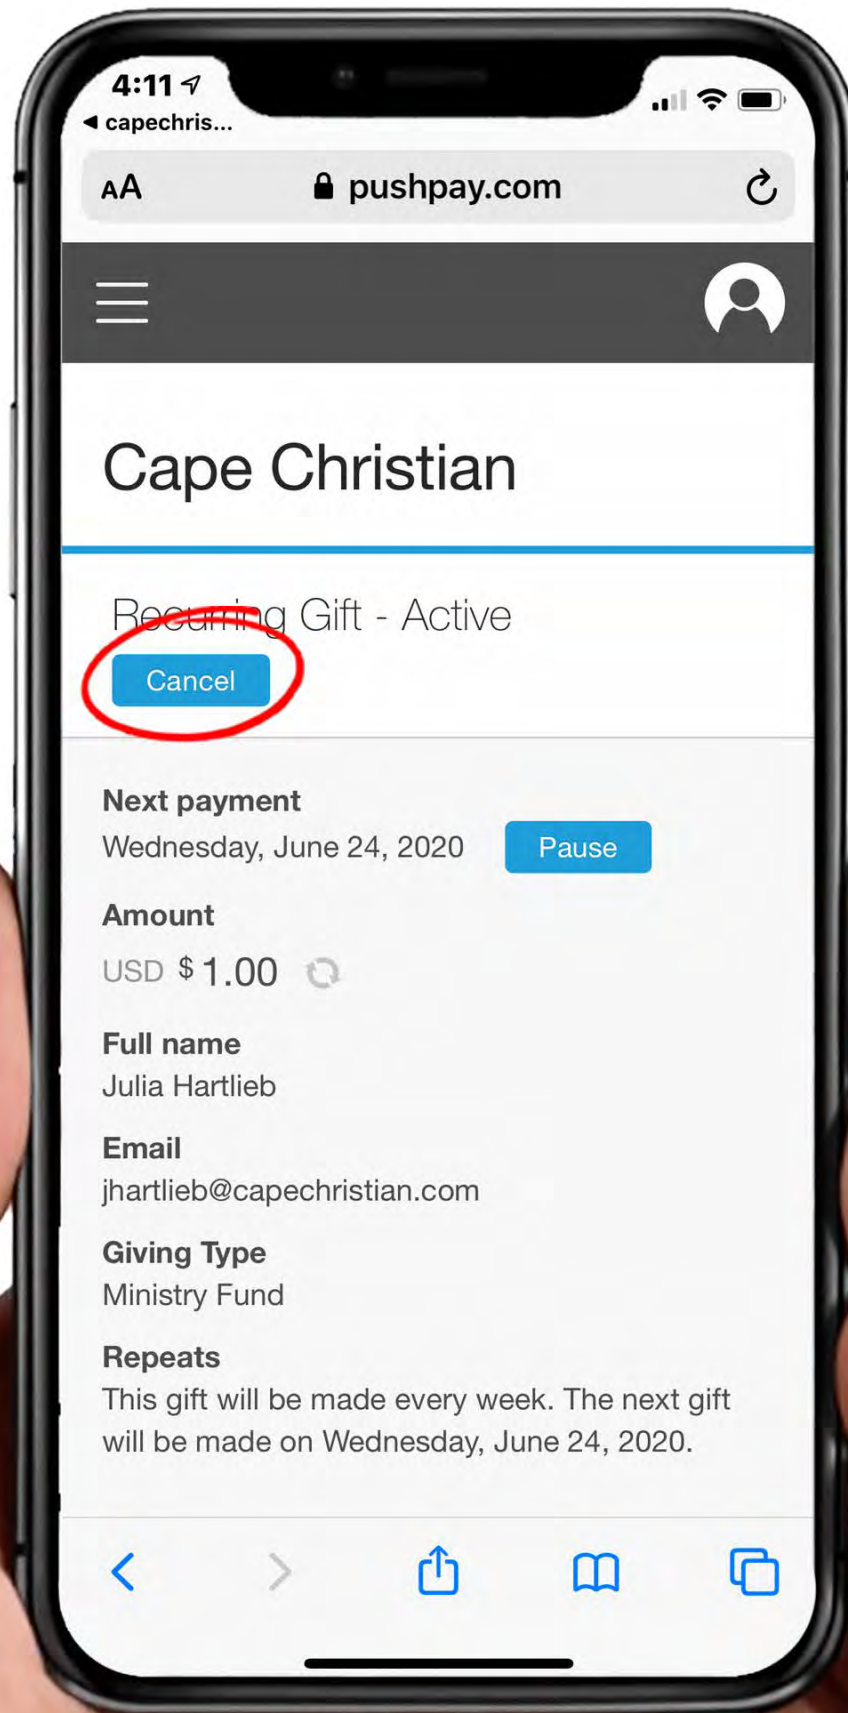 4:11
capechris...
AA pushpay.com
Cape Christian
Recurring Gift - Active
Cancel
Next payment
Wednesday, June 24, 2020 Pause
Amount
USD $1.00
Full name
Julia Hartlieb
Email
jhartlieb@capechristian.com
Giving Type
Ministry Fund
Repeats
This gift will be made every week. The next gift
will be made on Wednesday, June 24, 2020.